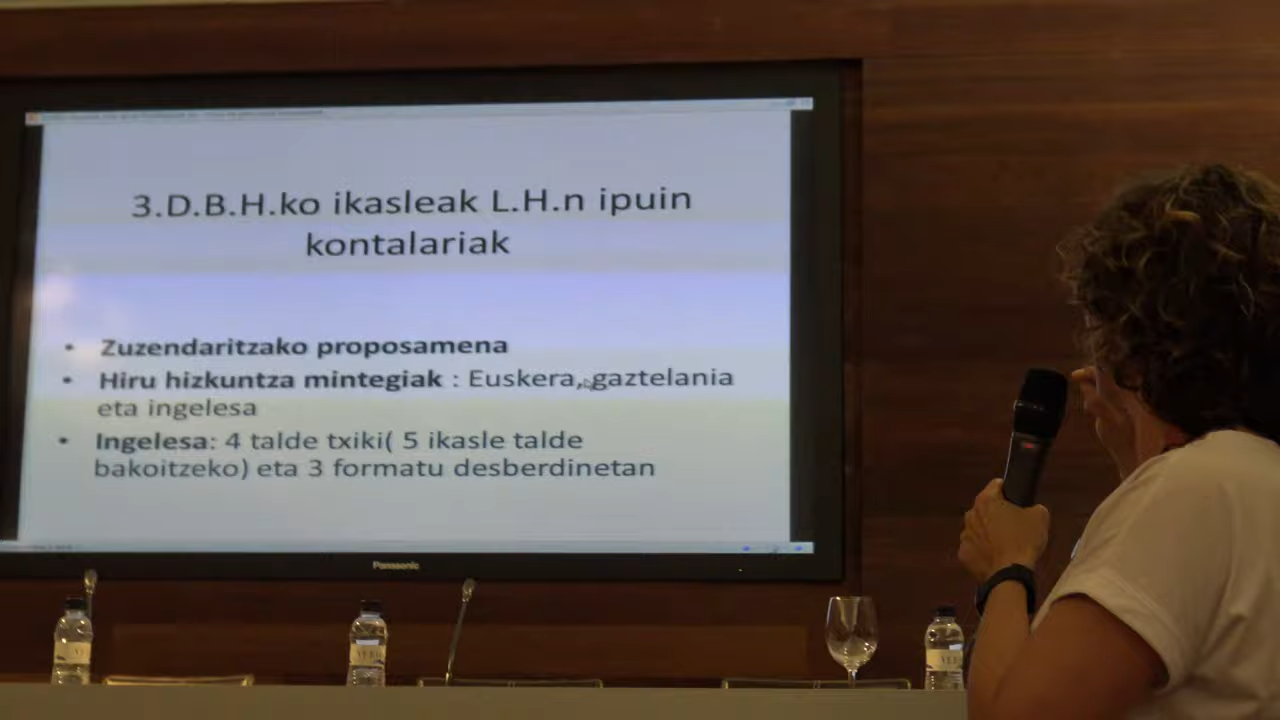 3.D.B.H.ko ikasleak L.H.n ipuin
kontalariak
• Zuzendaritzako proposamena
• Hiru hizkuntza mintegiak : Euskera, gaztelania
eta ingelesa
• Ingelesa: 4 talde txiki( 5 ikasle talde
bakoitzeko) eta 3 formatu desberdinetan
Panasonic